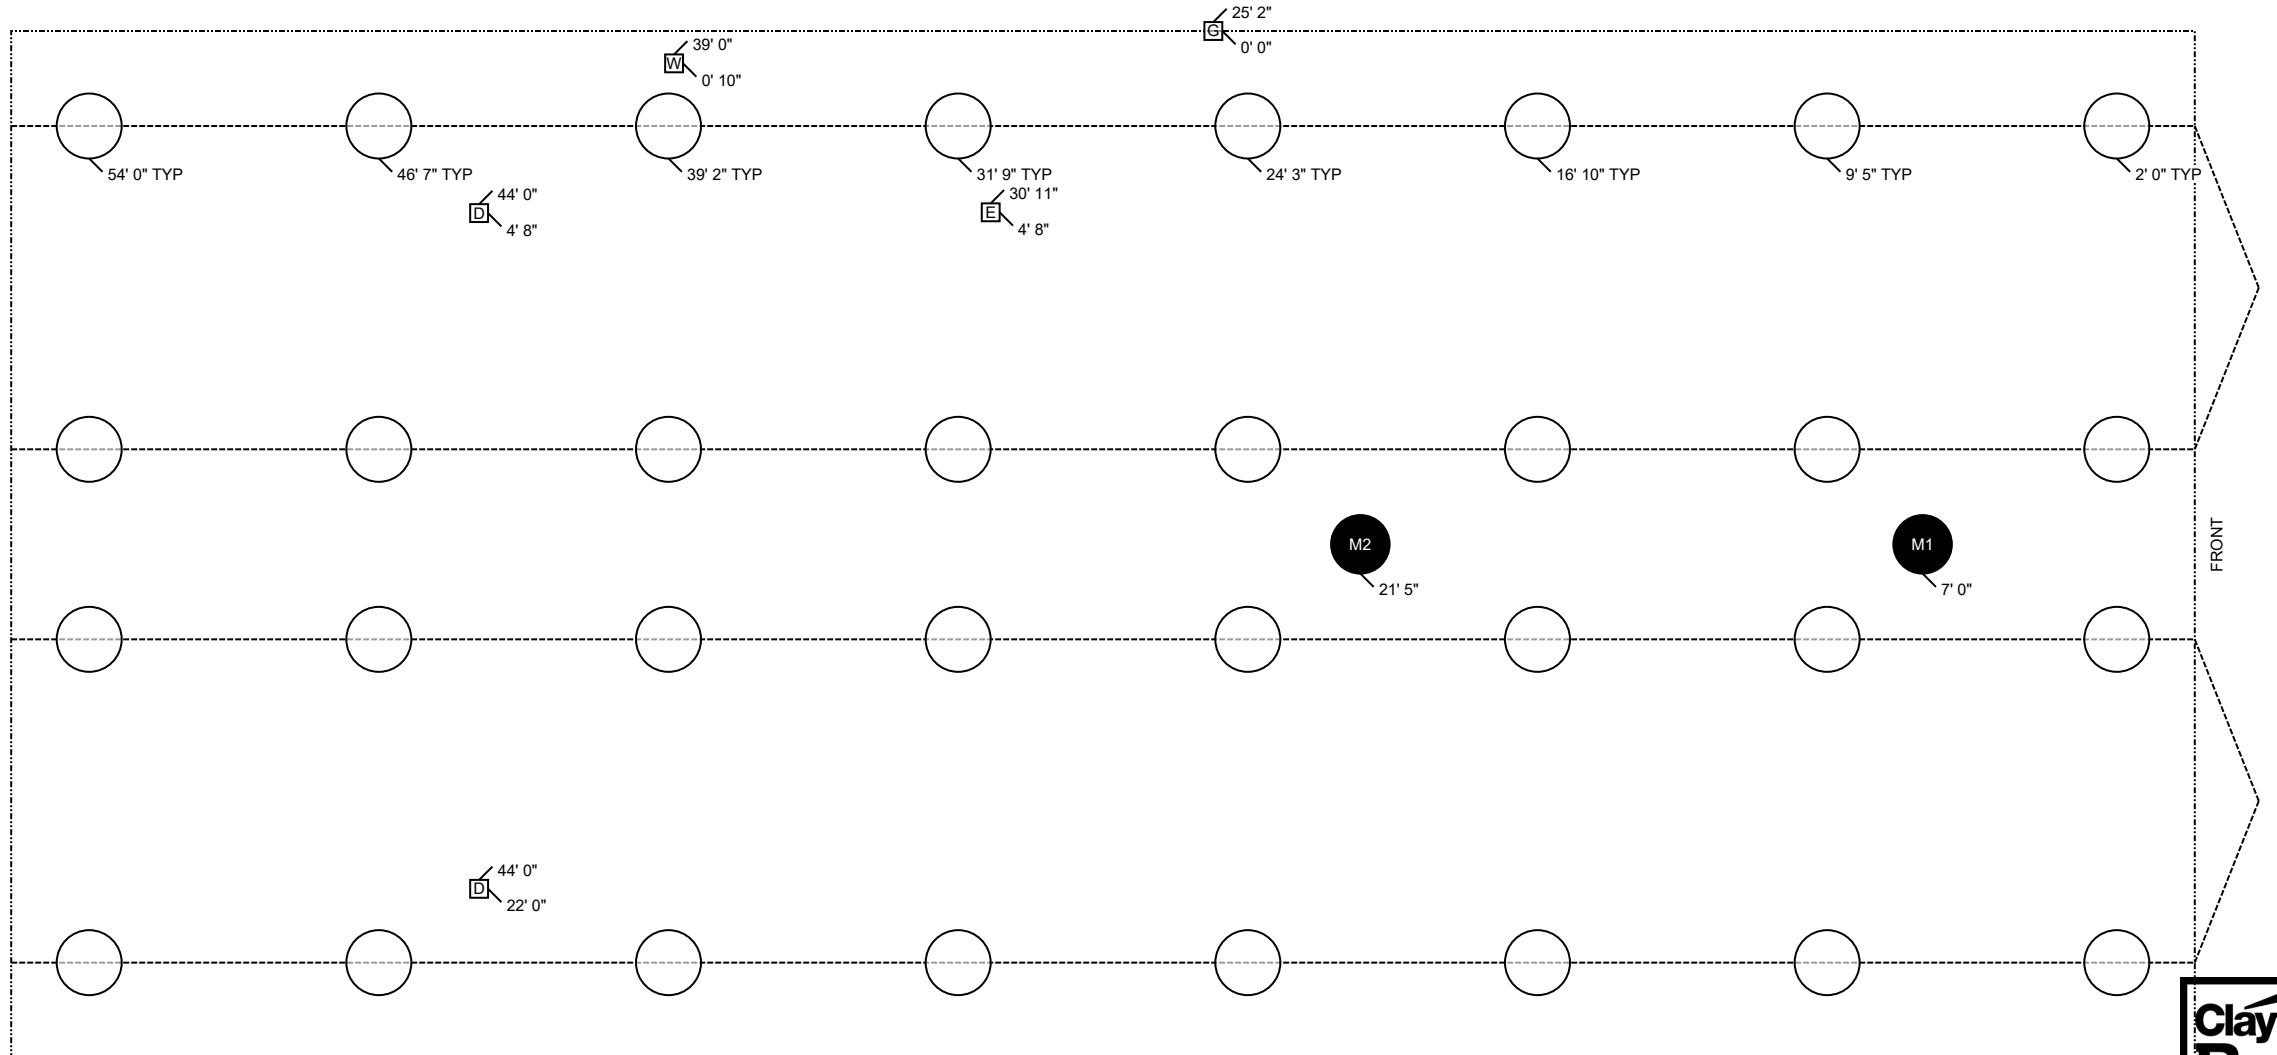 25' 2"
G
0' 0"
39' 0"
W
0' 10"
54' 0" TYP
46' 7" TYP
39' 2" TYP
31' 9" TYP
24' 3" TYP
16' 10" TYP
9' 5" TYP
2' 0" TYP
44' 0"
D
4' 8"
30' 11"
E
4' 8"
M2
21' 5"
M1
7' 0"
FRONT
44' 0"
D
22' 0"
Clay